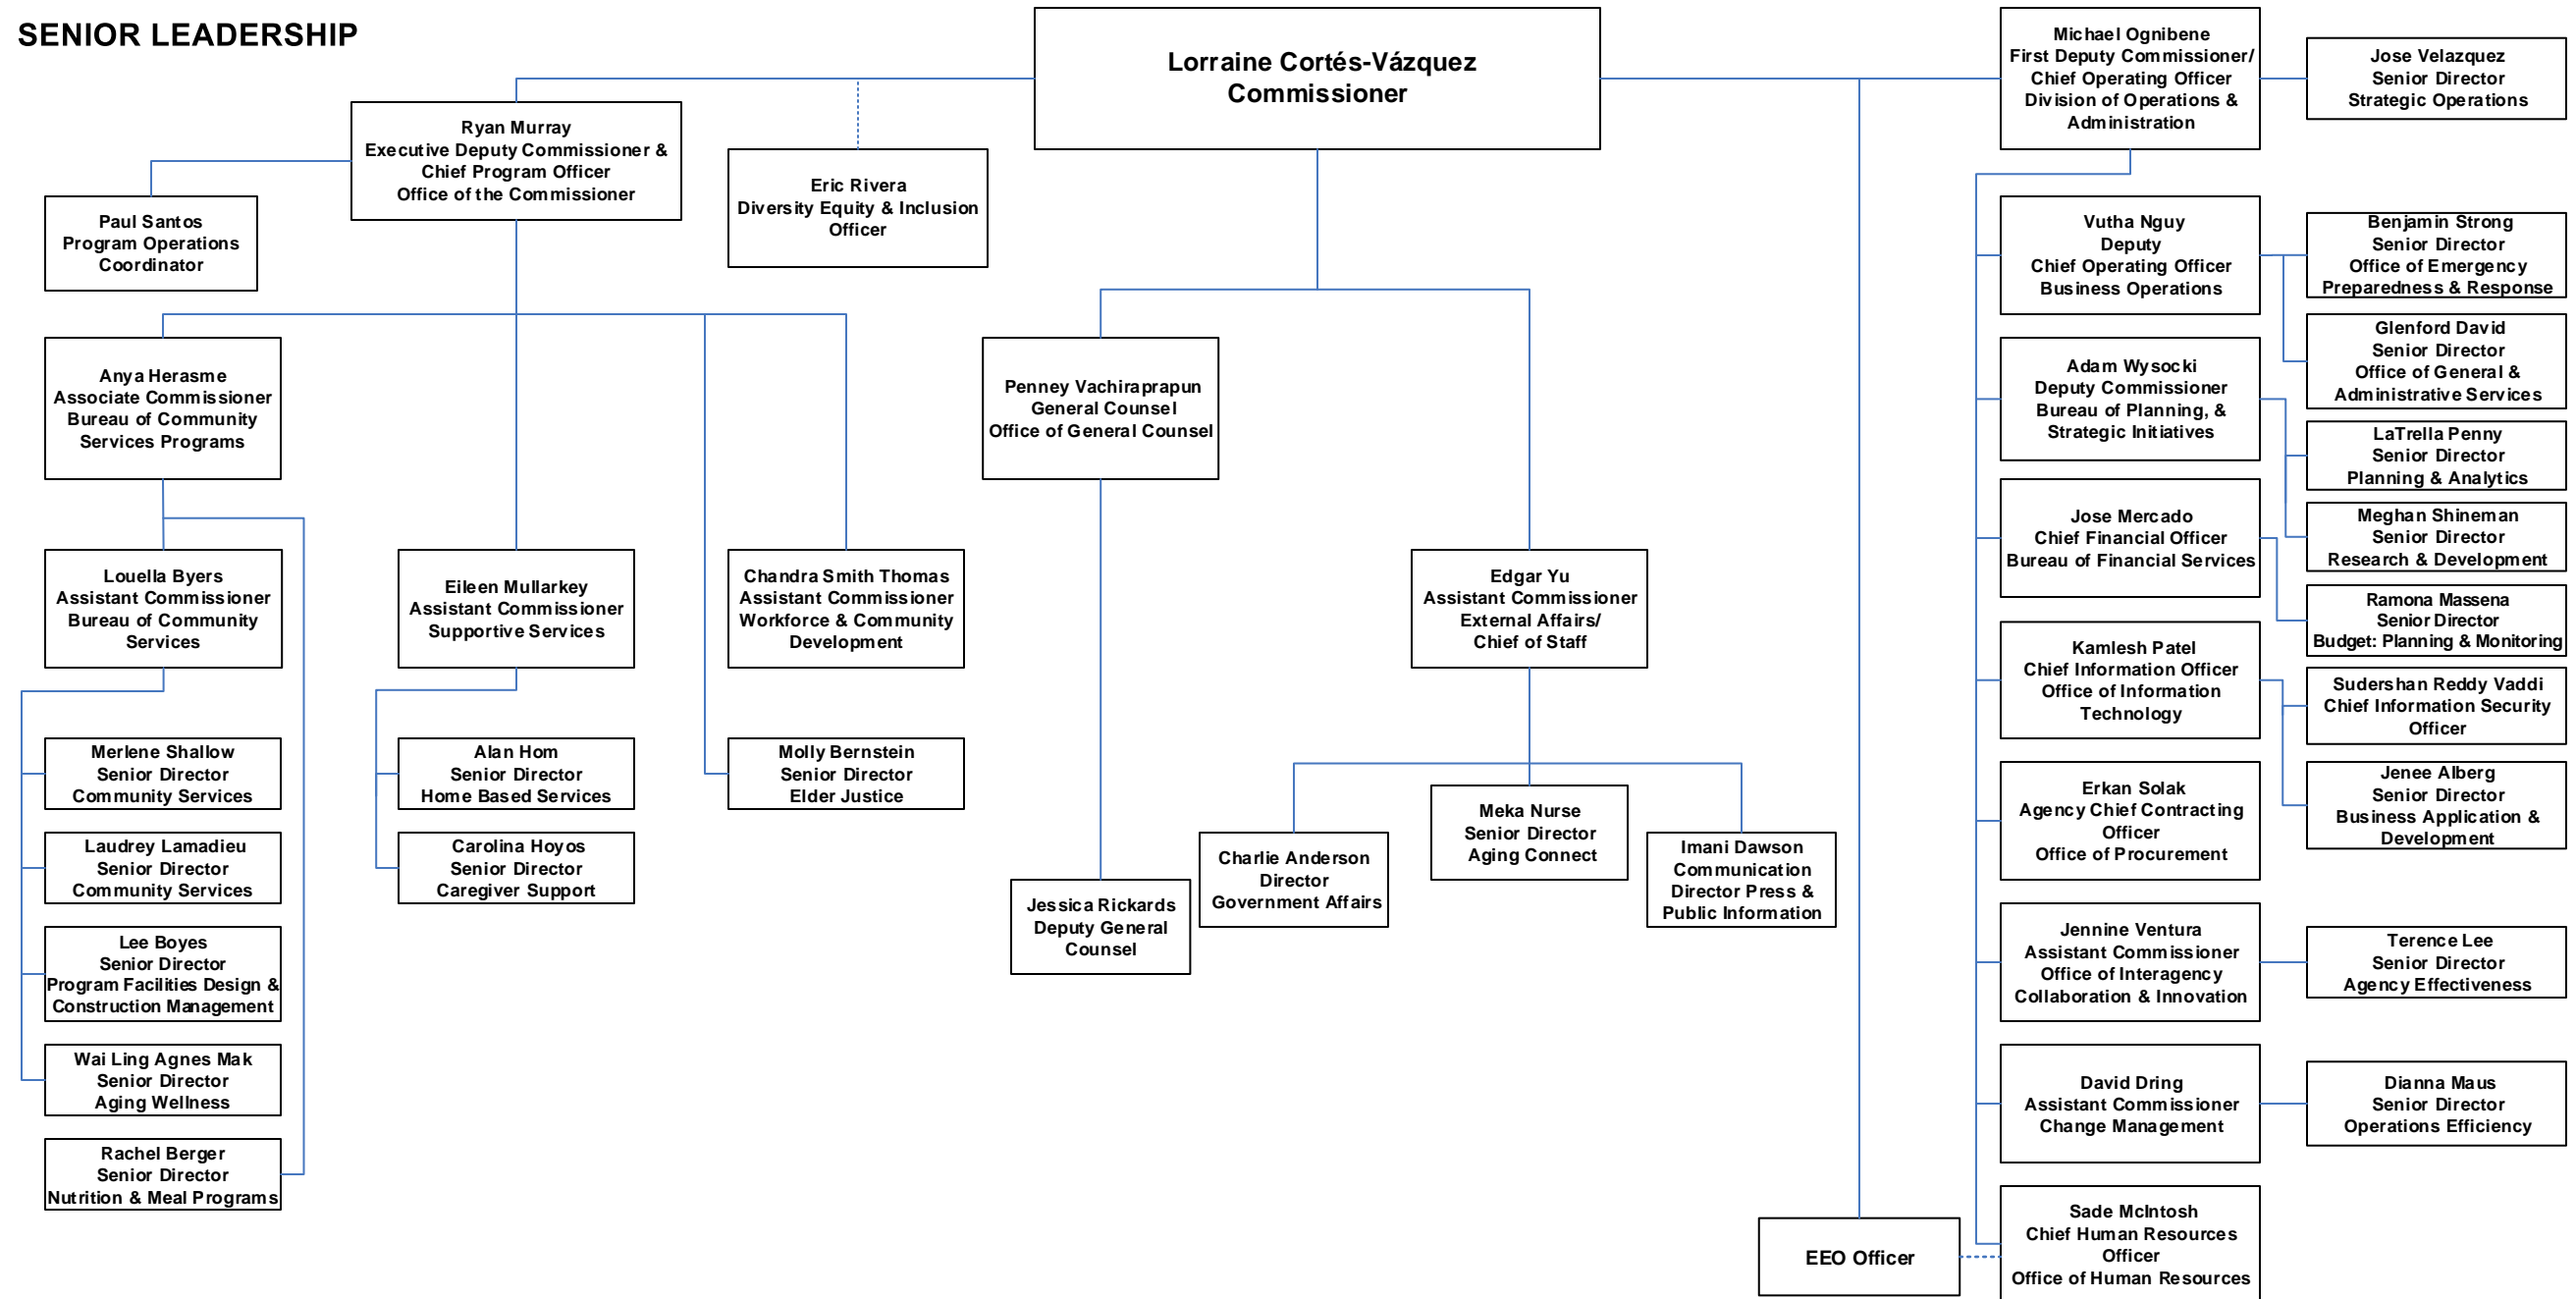 SENIOR LEADERSHIP
Lorraine Cortés-Vázquez
Commissioner
Michael Ognibene
First Deputy Commissioner/
Chief Operating Officer
Division of Operations &
Administration
Jose Velazquez
Senior Director
Strategic Operations
Ryan Murray
Executive Deputy Commissioner &
Chief Program Officer
Office of the Commissioner
Eric Rivera
Diversity Equity & Inclusion
Officer
Paul Santos
Program Operations
Coordinator
Vutha Nguy
Deputy
Chief Operating Officer
Business Operations
Benjamin Strong
Senior Director
Office of Emergency
Preparedness & Response
Glenford David
Senior Director
Office of General &
Administrative Services
Anya Herasme
Associate Commissioner
Bureau of Community
Services Programs
Penney Vachiraprapun
General Counsel
Office of General Counsel
Adam Wysocki
Deputy Commissioner
Bureau of Planning, &
Strategic Initiatives
LaTrella Penny
Senior Director
Planning & Analytics
Meghan Shineman
Senior Director
Research & Development
Jose Mercado
Chief Financial Officer
Bureau of Financial Services
Ramona Massena
Senior Director
Budget: Planning & Monitoring
Louella Byers
Assistant Commissioner
Bureau of Community
Services
Eileen Mullarkey
Assistant Commissioner
Supportive Services
Chandra Smith Thomas
Assistant Commissioner
Workforce & Community
Development
Edgar Yu
Assistant Commissioner
External Affairs/
Chief of Staff
Kamlesh Patel
Chief Information Officer
Office of Information
Technology
Sudershan Reddy Vaddi
Chief Information Security
Officer
Jenee Alberg
Senior Director
Business Application &
Development
Merlene Shallow
Senior Director
Community Services
Alan Hom
Senior Director
Home Based Services
Molly Bernstein
Senior Director
Elder Justice
Laudrey Lamadieu
Senior Director
Community Services
Carolina Hoyos
Senior Director
Caregiver Support
Charlie Anderson
Director
Government Affairs
Meka Nurse
Senior Director
Aging Connect
Imani Dawson
Communication
Director Press &
Public Information
Erkan Solak
Agency Chief Contracting
Officer
Office of Procurement
Jessica Rickards
Deputy General
Counsel
Lee Boyes
Senior Director
Program Facilities Design &
Construction Management
Jennine Ventura
Assistant Commissioner
Office of Interagency
Collaboration & Innovation
Terence Lee
Senior Director
Agency Effectiveness
Wai Ling Agnes Mak
Senior Director
Aging Wellness
David Dring
Assistant Commissioner
Change Management
Dianna Maus
Senior Director
Operations Efficiency
Rachel Berger
Senior Director
Nutrition & Meal Programs
EEO Officer
Sade McIntosh
Chief Human Resources
Officer
Office of Human Resources